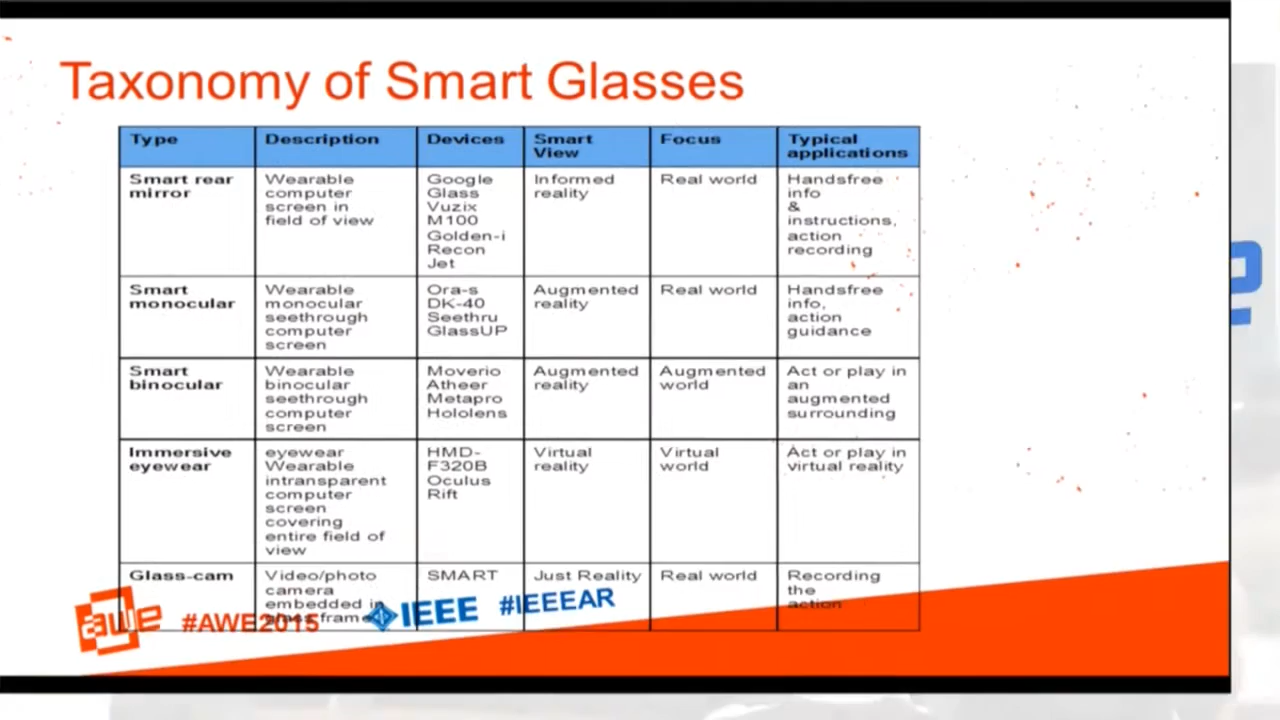 Taxonomy of Smart Glasses
Type Description Devices Smart View Focus Typical applications
Smart rear mirror
Wearable computer screen in field of view
Google Glass Vuzix M100 Golden-i Recon Jet
Informed reality
Real world
Handsfree info & instructions, action recording
Smart monocular
Wearable monocular seethrough computer screen
Ora-s DK-40 Seethru GlassUP
Augmented reality
Real world
Handsfree info, action guidance
Smart binocular
Wearable binocular seethrough computer screen
Moverio Atheer Metapro Hololens
Augmented reality
Augmented world
Act or play in an augmented surrounding
Immersive eyewear
eyewear Wearable intransparent computer screen covering entire field of view
HMD-F320B Oculus Rift
Virtual reality
Virtual world
Act or play in virtual reality
Glass-cam
Video/photo camera embedded in frame
SMART
Just Reality
Real world
Recording the action
awe #AWE2015 IEEE #IEEEAR